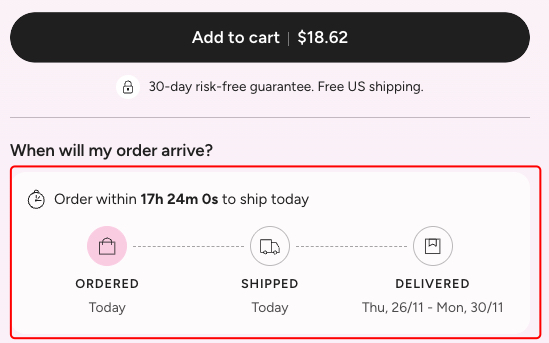 Add to cart | $18.62
30-day risk-free guarantee. Free US shipping.
When will my order arrive?
Order within 17h 24m 0s to ship today
ORDERED SHIPPED DELIVERED
Today Today Thu, 26/11 - Mon, 30/11